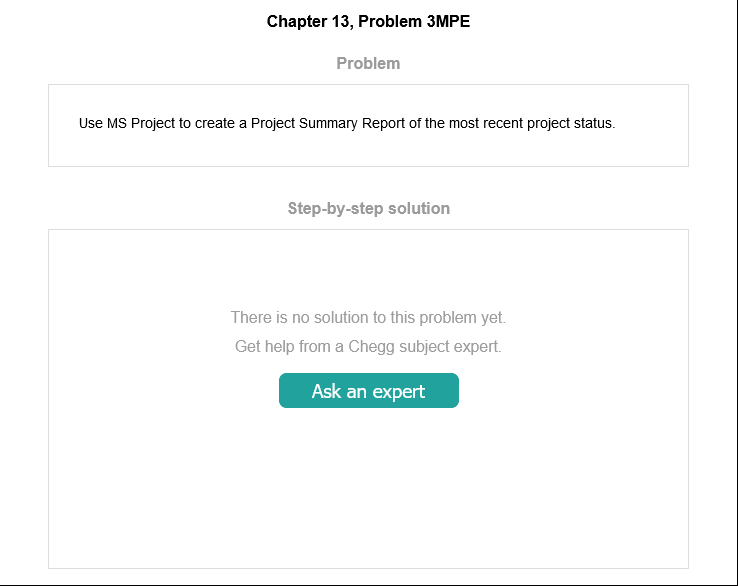 Chapter 13, Problem 3MPE
Problem
Use MS Project to create a Project Summary Report of the most recent project status.
Step-by-step solution
There is no solution to this problem yet.
Get help from a Chegg subject expert.
Ask an expert